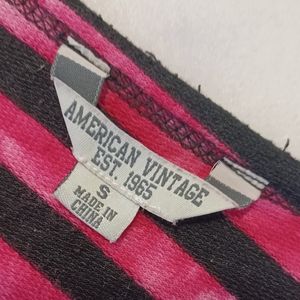 AMERICAN VINTAGE
EST. 1965
S
MADE IN
CHINA